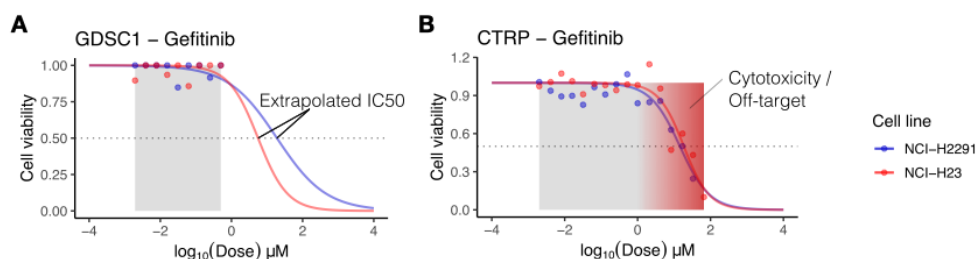 A
GDSC1 – Gefitinib
Cell viability
1.00
0.75
0.50
0.25
0.00
Extrapolated IC50
−4
−2
0
2
4
log10(Dose) µM
B
CTRP – Gefitinib
Cell viability
1.2
0.9
0.6
0.3
0.0
Cytotoxicity /
Off-target
−4
−2
0
2
4
log10(Dose) µM
Cell line
NCI−H2291
NCI−H23